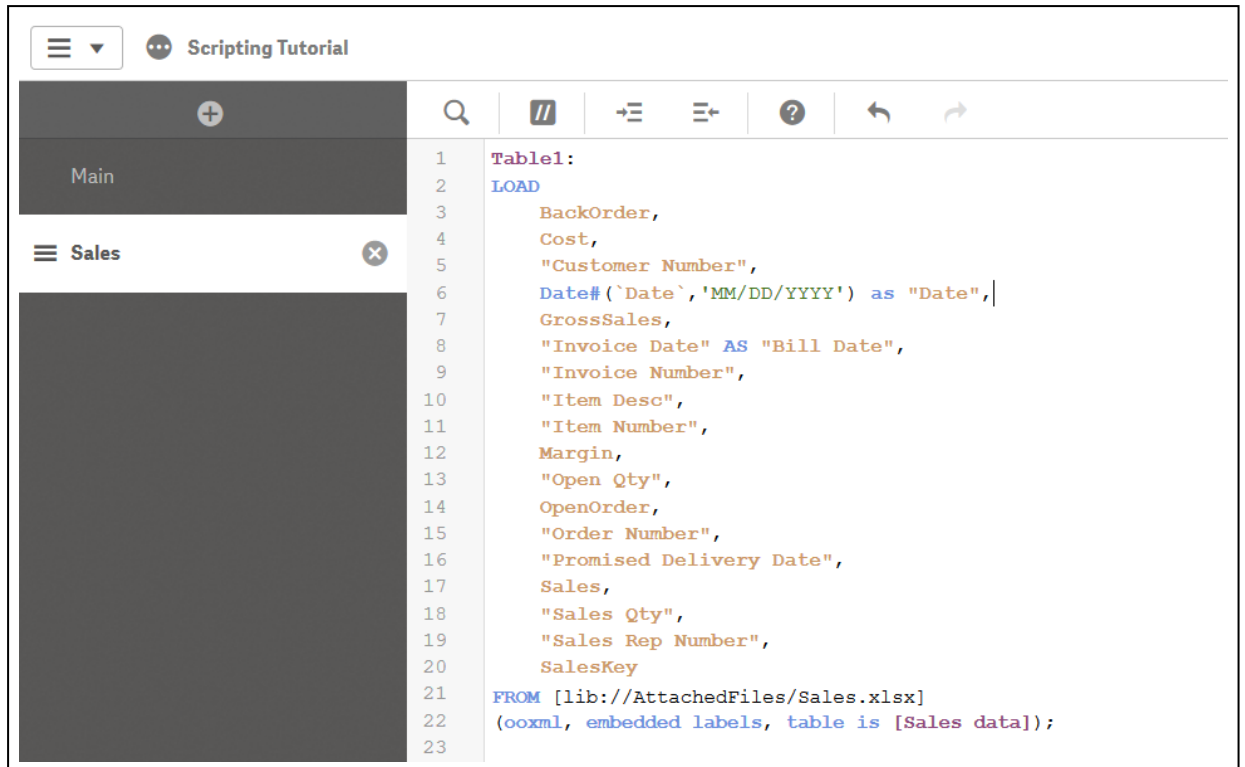 Scripting Tutorial
Main
Sales
1 Table1:
2 LOAD
3 BackOrder,
4 Cost,
5 "Customer Number",
6 Date#(`Date`,'MM/DD/YYYY') as "Date",
7 GrossSales,
8 "Invoice Date" AS "Bill Date",
9 "Invoice Number",
10 "Item Desc",
11 "Item Number",
12 Margin,
13 "Open Qty",
14 OpenOrder,
15 "Order Number",
16 "Promised Delivery Date",
17 Sales,
18 "Sales Qty",
19 "Sales Rep Number",
20 SalesKey
21 FROM [lib://AttachedFiles/Sales.xlsx]
22 (ooxml, embedded labels, table is [Sales data]);
23